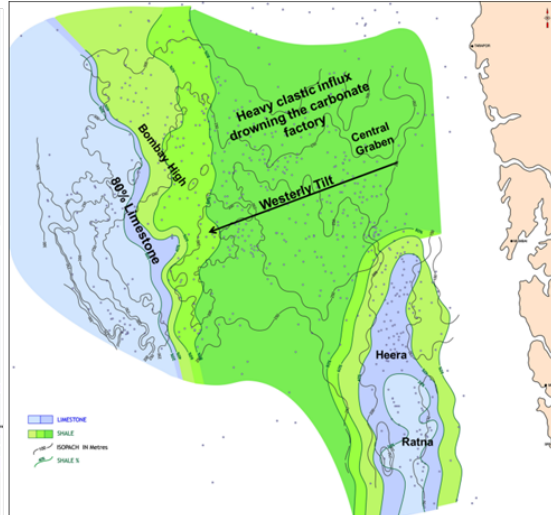 Heavy clastic influx
drowning the carbonate
factory
Central
Graben
Bombay High
Westerly Tilt
80% Limestone
Heera
Ratna
LIMESTONE
SHALE
ISOPACH IN Metres
SHALE %